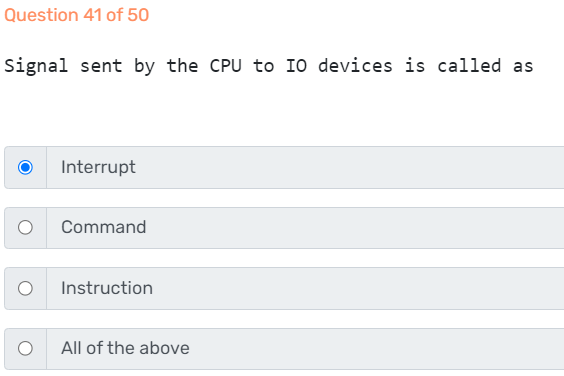 Question 41 of 50
Signal sent by the CPU to IO devices is called as
Interrupt
Command
Instruction
All of the above